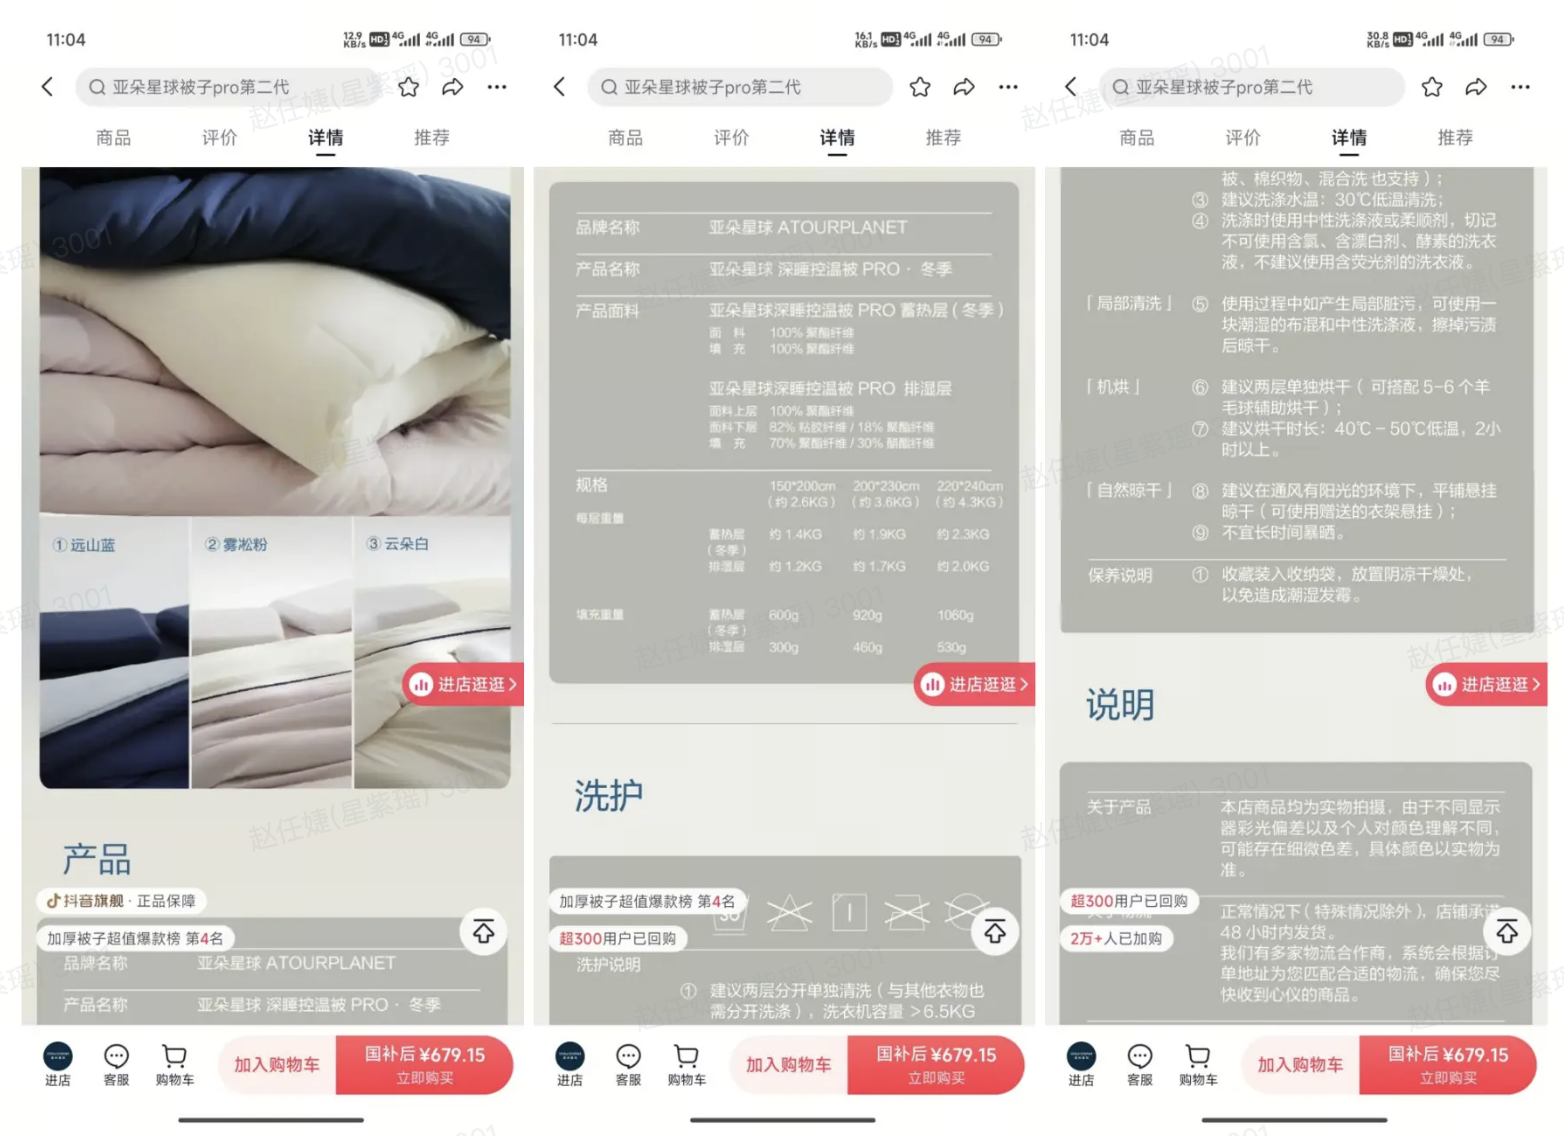 11:04
12.9 KB/s HD 4G 4G 94
亚朵星球被子pro第二代
商品 评价 详情 推荐
①远山蓝
②雾凇粉
③云朵白
进店逛逛
产品
抖音旗舰·正品保障
加厚被子超值爆款榜 第4名
品牌名称 亚朵星球 ATOURPLANET
产品名称 亚朵星球 深睡控温被 PRO · 冬季
进店 客服 购物车
加入购物车
国补后 ¥679.15
立即购买
11:04
16.1 KB/s HD 4G 4G 94
亚朵星球被子pro第二代
商品 评价 详情 推荐
品牌名称 亚朵星球 ATOURPLANET
产品名称 亚朵星球 深睡控温被 PRO · 冬季
产品面料 亚朵星球深睡控温被 PRO 蓄热层(冬季)
面 料 100% 聚酯纤维
填 充 100% 聚酯纤维
亚朵星球深睡控温被 PRO 排湿层
面料上层 100% 聚酯纤维
面料下层 82% 粘胶纤维 / 18% 聚酯纤维
填 充 70% 聚酯纤维 / 30% 醋酯纤维
规格 150*200cm 200*230cm 220*240cm
(约 2.6KG) (约 3.6KG) (约 4.3KG)
每层重量
蓄热层 约 1.4KG 约 1.9KG 约 2.3KG
(冬季)
排湿层 约 1.2KG 约 1.7KG 约 2.0KG
填充重量 蓄热层 600g 920g 1060g
(冬季)
排湿层 300g 460g 530g
进店逛逛
洗护
加厚被子超值爆款榜 第4名
30
超300用户已回购
洗护说明
① 建议两层分开单独清洗(与其他衣物也
需分开洗涤),洗衣机容量 >6.5KG
进店 客服 购物车
加入购物车
国补后 ¥679.15
立即购买
11:04
30.8 KB/s HD 4G 4G 94
亚朵星球被子pro第二代
商品 评价 详情 推荐
被、棉织物、混合洗 也支持);
③ 建议洗涤水温:30℃低温清洗;
④ 洗涤时使用中性洗涤液或柔顺剂,切记
不可使用含氯、含漂白剂、酵素的洗衣
液,不建议使用含荧光剂的洗衣液。
「局部清洗」 ⑤ 使用过程中如产生局部脏污,可使用一
块潮湿的布混和中性洗涤液,擦掉污渍
后晾干。
「机烘」 ⑥ 建议两层单独烘干(可搭配 5-6 个羊
毛球辅助烘干);
⑦ 建议烘干时长:40℃-50℃低温,2小
时以上。
「自然晾干」 ⑧ 建议在通风有阳光的环境下,平铺悬挂
晾干(可使用赠送的衣架悬挂);
⑨ 不宜长时间暴晒。
保养说明 ① 收藏装入收纳袋,放置阴凉干燥处,
以免造成潮湿发霉。
进店逛逛
说明
关于产品 本店商品均为实物拍摄,由于不同显示
器彩光偏差以及个人对颜色理解不同,
可能存在细微色差,具体颜色以实物为
准。
超300用户已回购
正常情况下(特殊情况除外),店铺承诺
48 小时内发货。
2万+人已加购
我们有多家物流合作商,系统会根据订
单地址为您匹配合适的物流,确保您尽
快收到心仪的商品。
进店 客服 购物车
加入购物车
国补后 ¥679.15
立即购买
赵任婕(星紫瑶) 3001